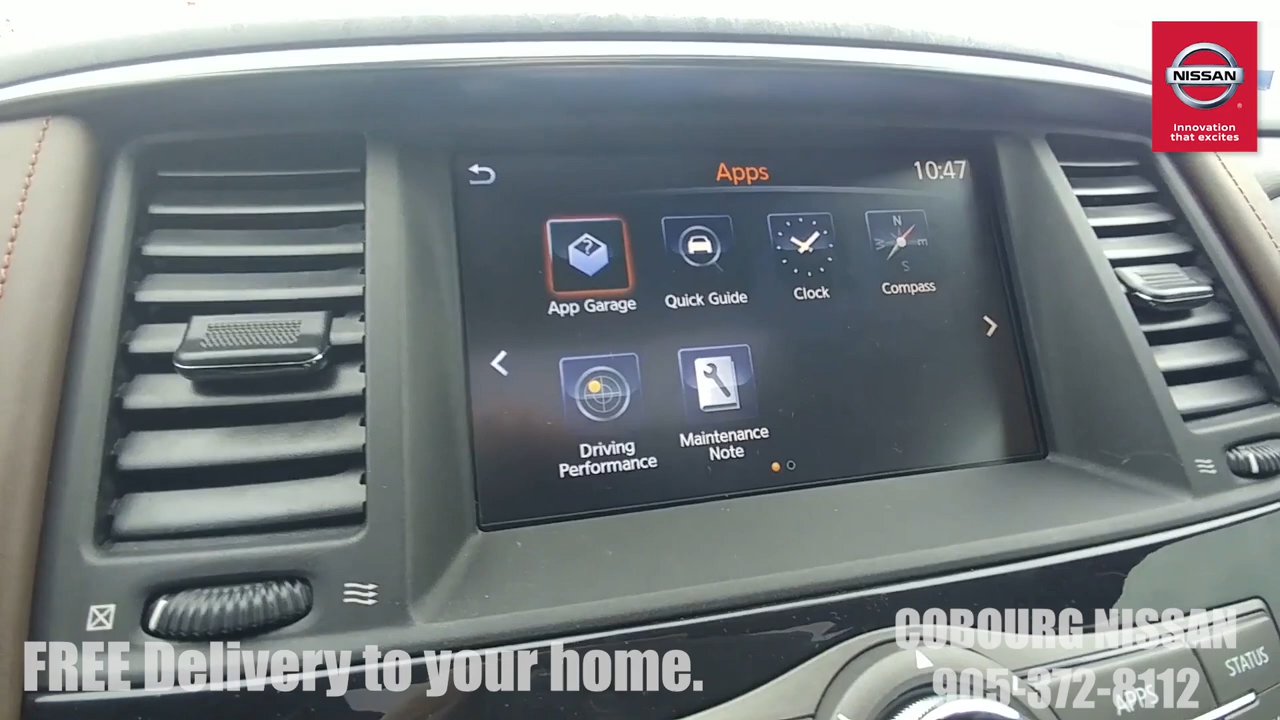 NISSAN
Innovation
that excites
Apps
10:47
App Garage
Quick Guide
Clock
N
W E
S
Compass
Driving
Performance
Maintenance
Note
STATUS
APPS
FREE Delivery to your home.
COBOURG NISSAN
905-372-8112